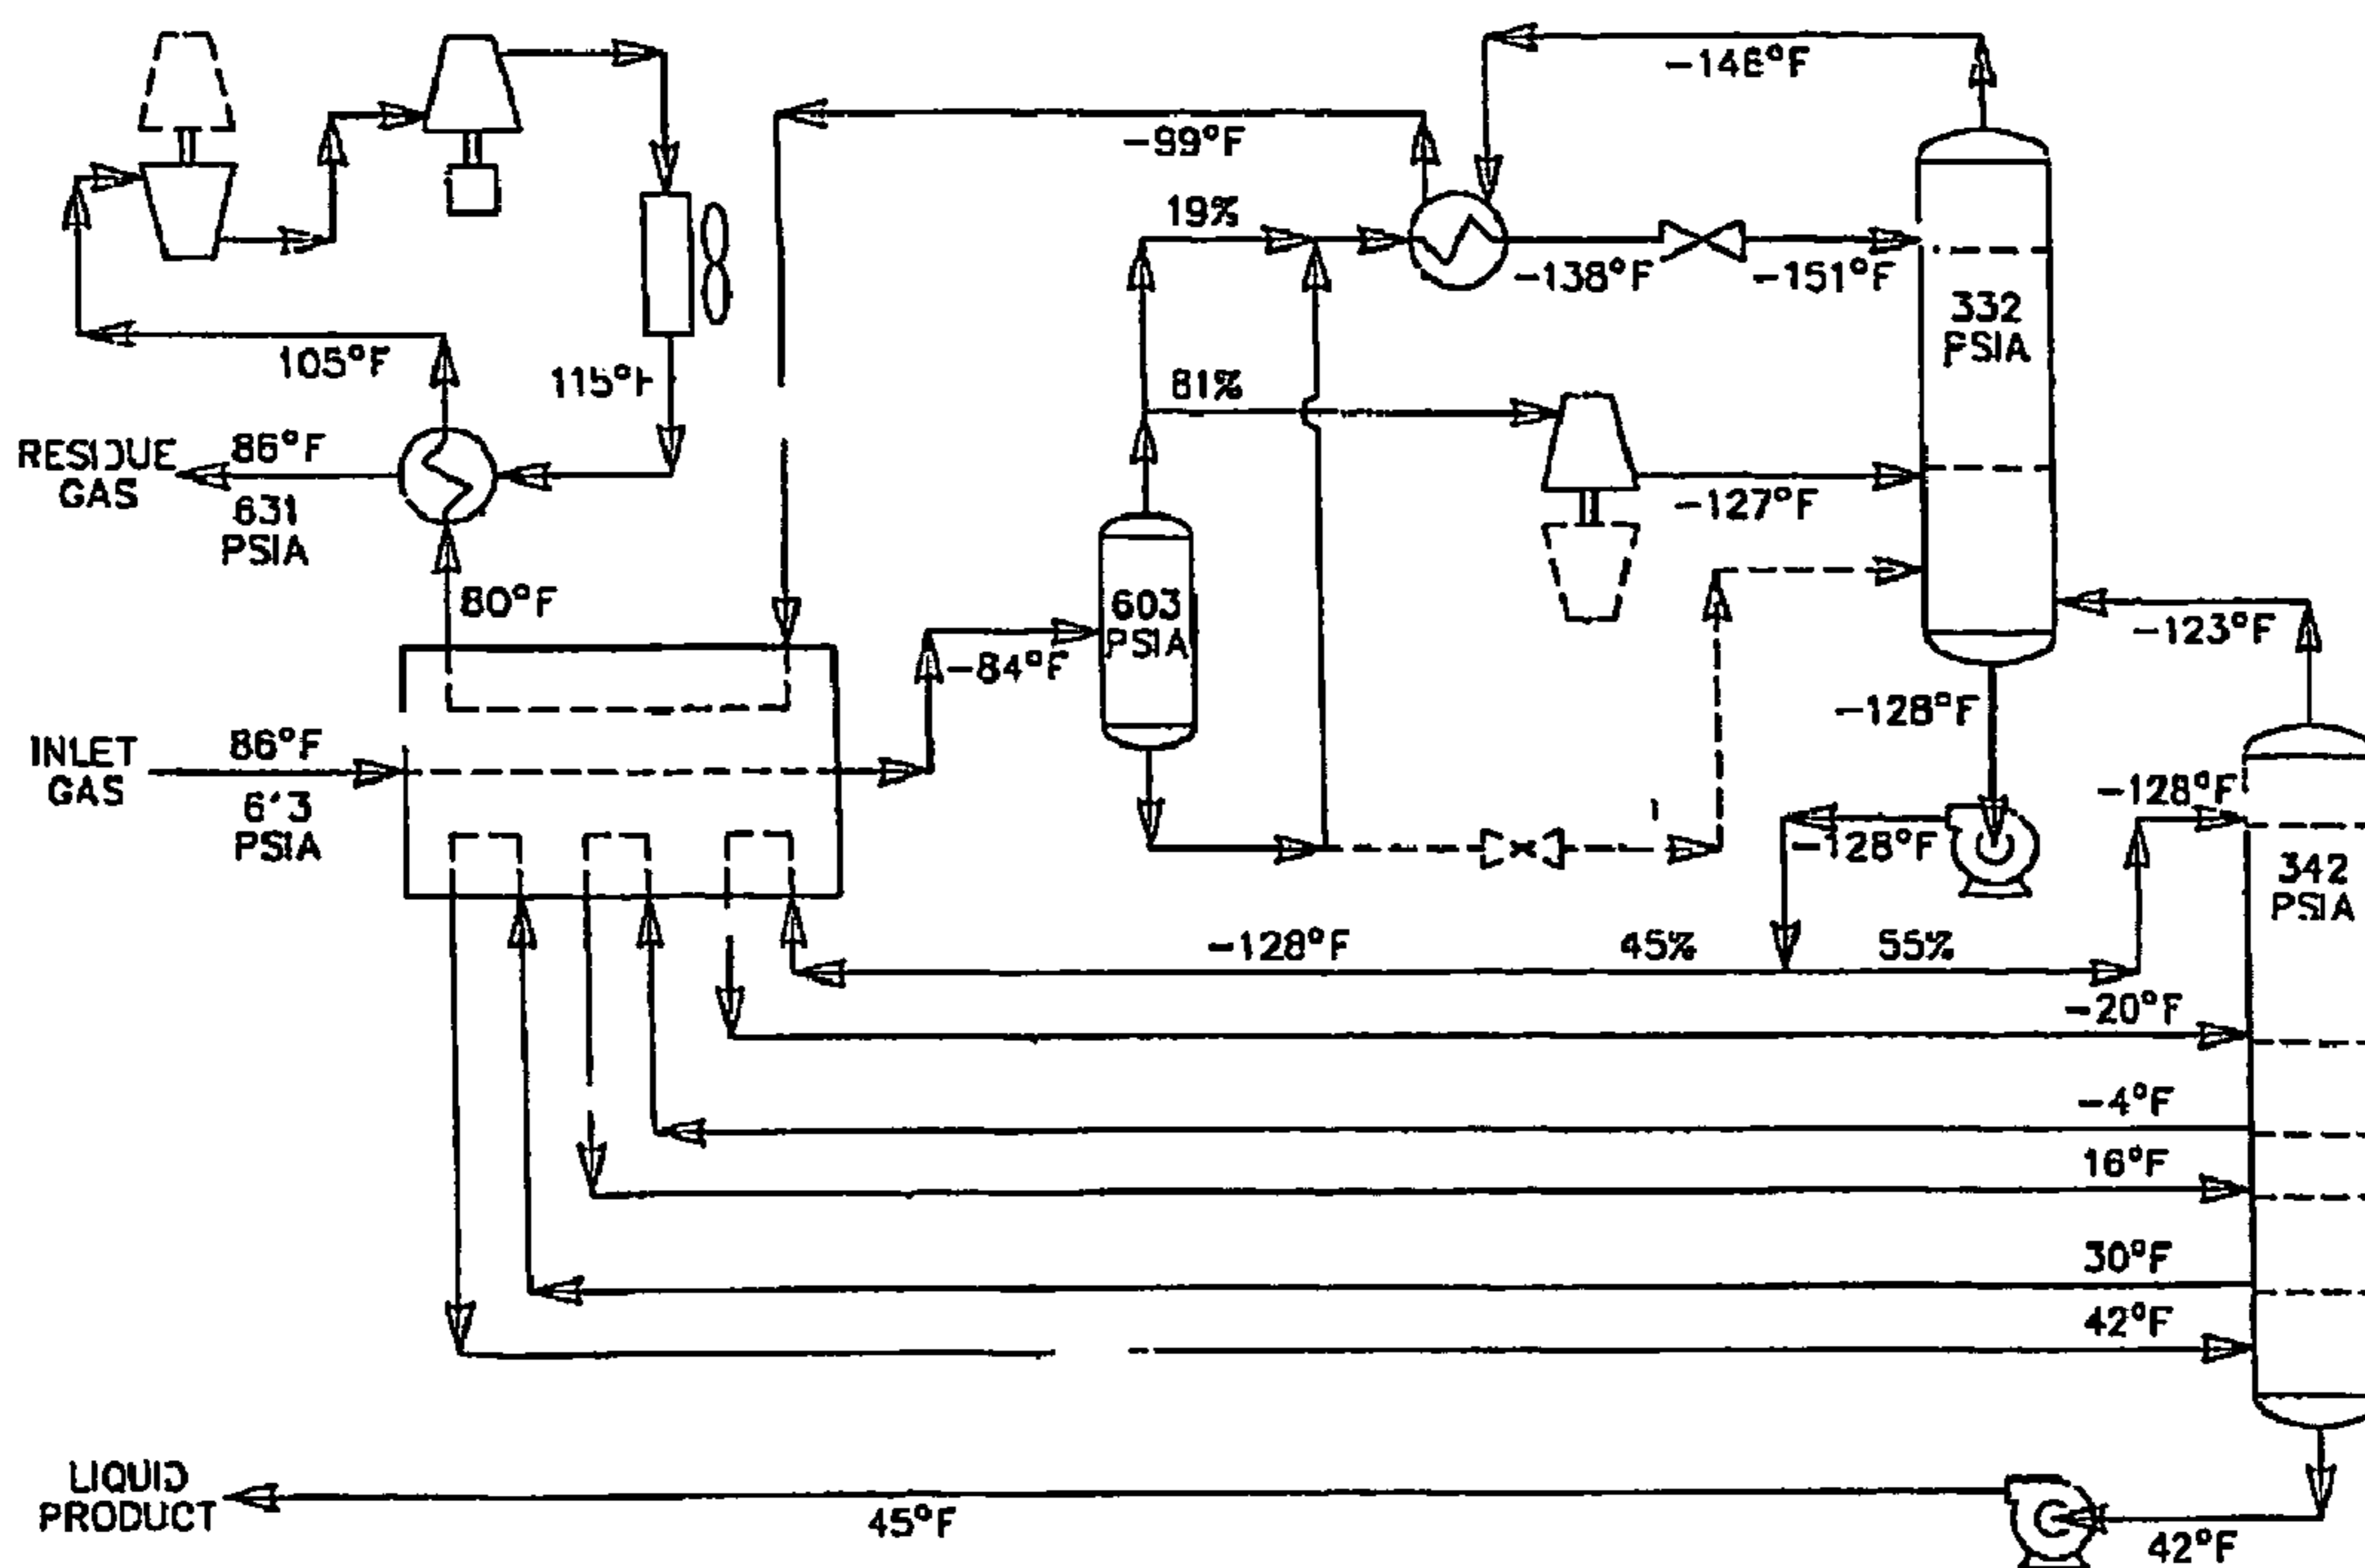 -146°F
-99°F
19%
-138°F
-151°F
332
PSIA
105°F
115°F
81%
RESIDUE
GAS
86°F
631
PSIA
-127°F
80°F
603
PSIA
-84°F
-123°F
-128°F
INLET
GAS
86°F
PSIA
-128°F
-128°F
342
PSIA
-128°F
45%
55%
-20°F
-4°F
16°F
30°F
42°F
LIQUID
PRODUCT
45°F
42°F